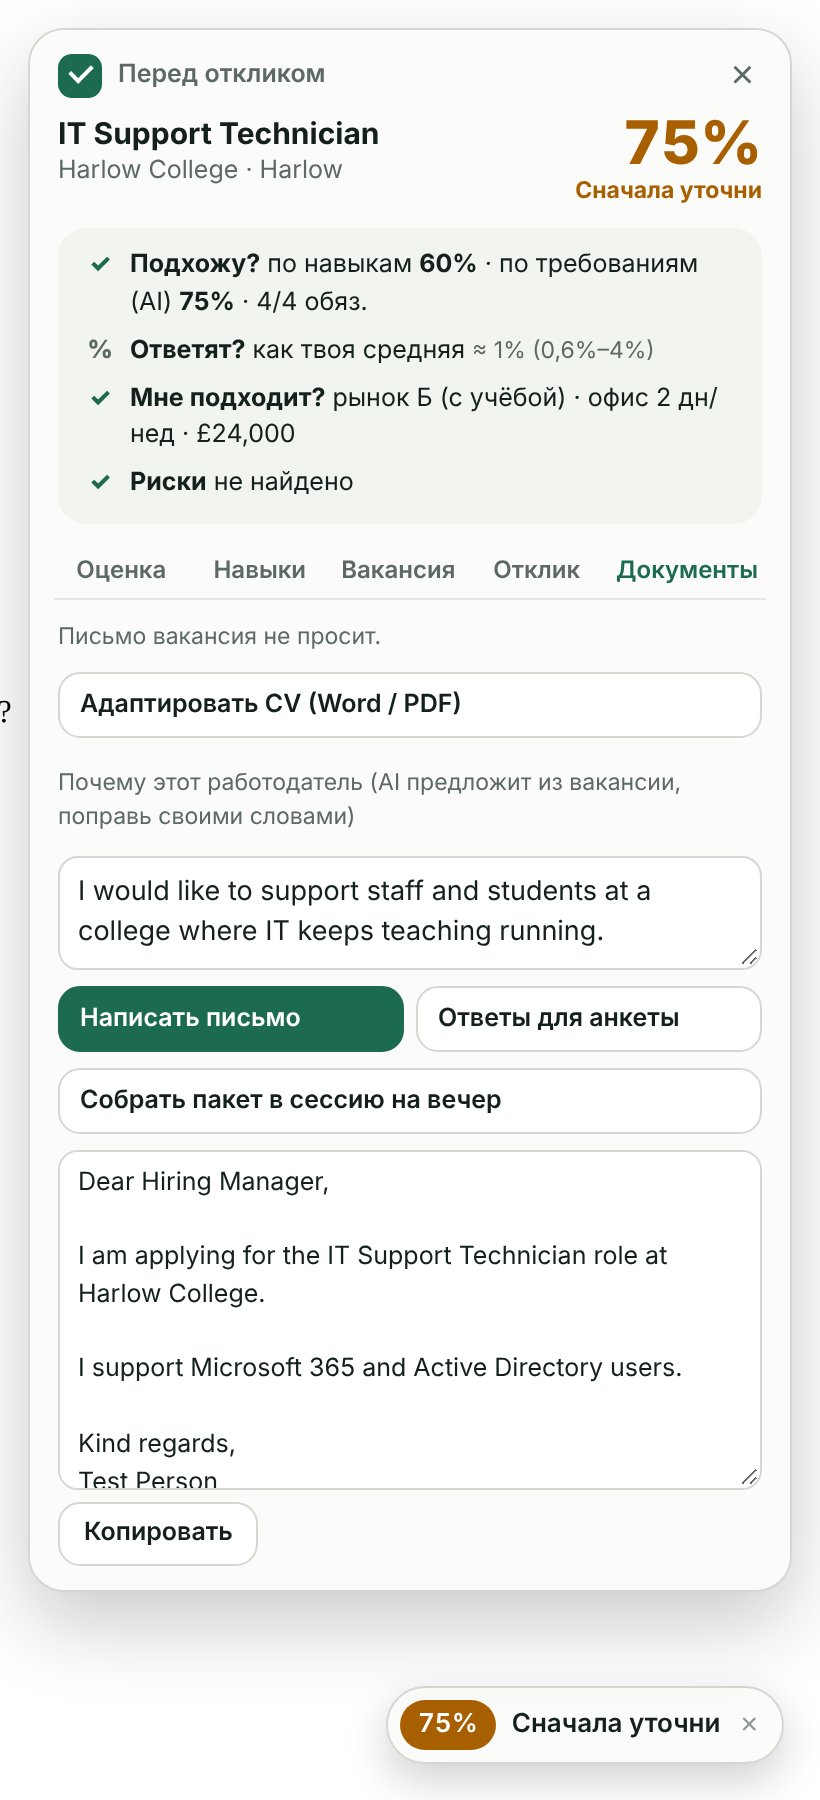 Перед откликом
IT Support Technician
Harlow College · Harlow
75%
Сначала уточни
Подхожу? по навыкам 60% · по требованиям
(AI) 75% · 4/4 обяз.
% Ответят? как твоя средняя ≈ 1% (0,6%–4%)
Мне подходит? рынок Б (с учёбой) · офис 2 дн/
нед · £24,000
Риски не найдено
Оценка Навыки Вакансия Отклик Документы
Письмо вакансия не просит.
?
Адаптировать CV (Word / PDF)
Почему этот работодатель (AI предложит из вакансии,
поправь своими словами)
I would like to support staff and students at a
college where IT keeps teaching running.
Написать письмо
Ответы для анкеты
Собрать пакет в сессию на вечер
Dear Hiring Manager,
I am applying for the IT Support Technician role at
Harlow College.
I support Microsoft 365 and Active Directory users.
Kind regards,
Test Person
Копировать
75% Сначала уточни